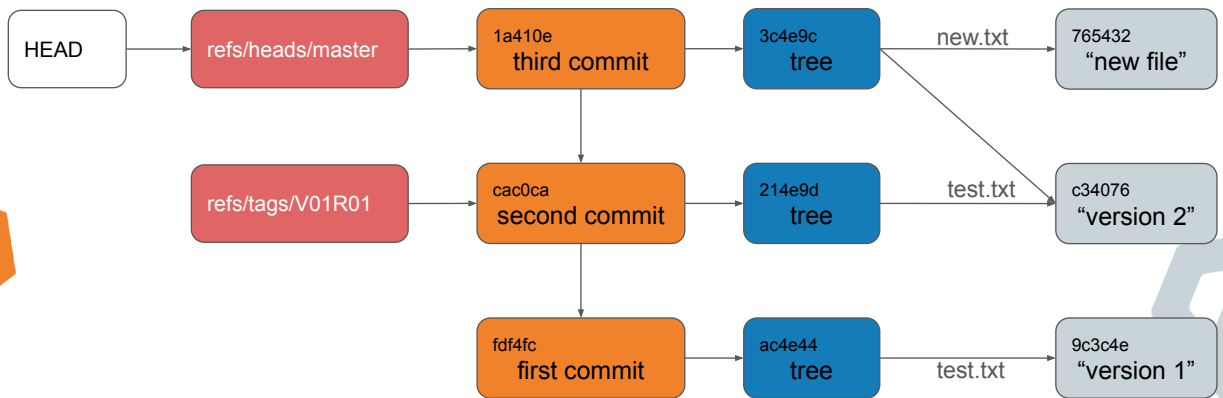 HEAD
refs/heads/master
1a410e
third commit
3c4e9c
tree
new.txt
765432
“new file”
refs/tags/V01R01
cac0ca
second commit
214e9d
tree
test.txt
c34076
“version 2”
fdf4fc
first commit
ac4e44
tree
test.txt
9c3c4e
“version 1”